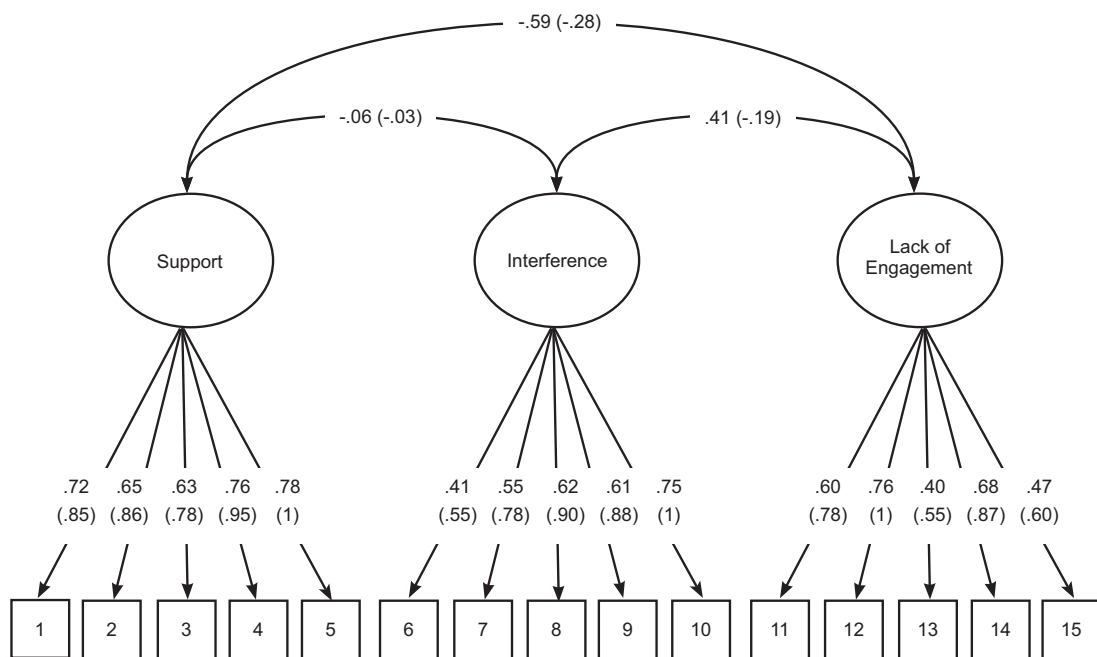 -.59 (-.28)
-.06 (-.03)
.41 (-.19)
Support
Interference
Lack of
Engagement
.72 .65 .63 .76 .78
(.85) (.86) (.78) (.95) (1)
.41 .55 .62 .61 .75
(.55) (.78) (.90) (.88) (1)
.60 .76 .40 .68 .47
(.78) (1) (.55) (.87) (.60)
1 2 3 4 5 6 7 8 9 10 11 12 13 14 15